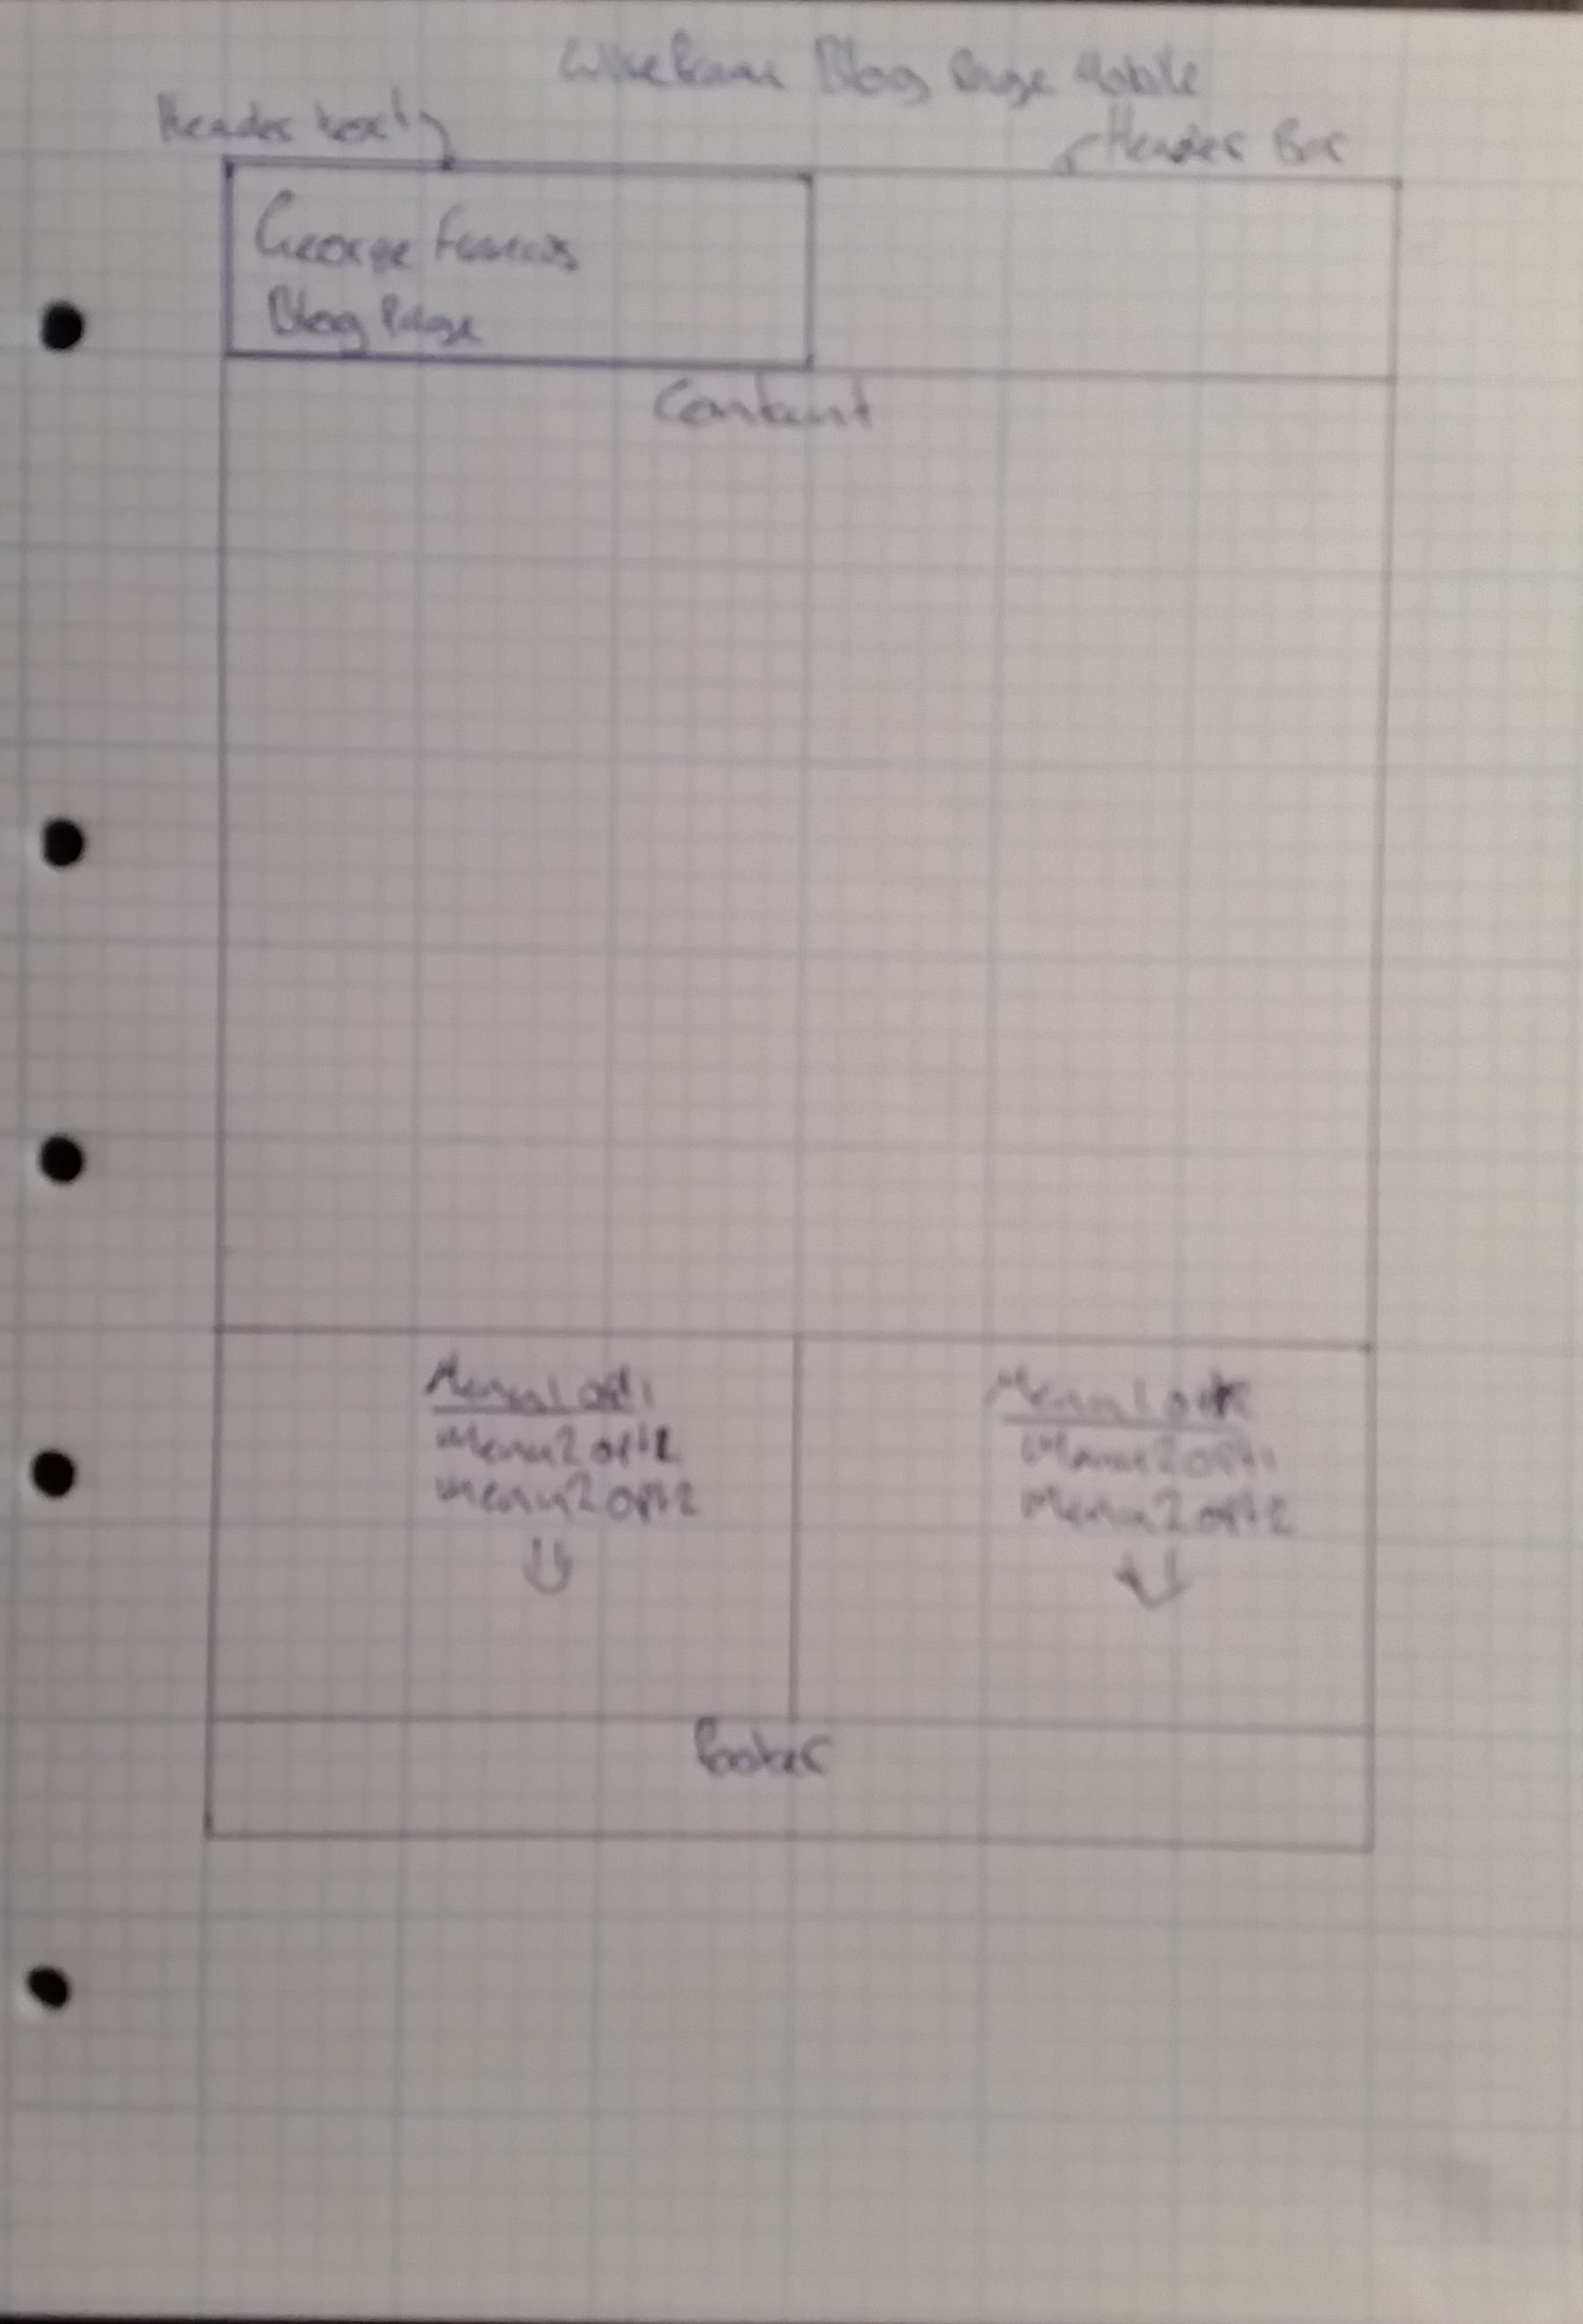 Wireframe Blog Page Mobile
Header text
Header Bar
George Francis
Blog Page
Content
Menu1 opt1
Menu2 opt2
Menu2 opt2
Menu1 opt2
Menu2 opt1
Menu2 opt2
Footer